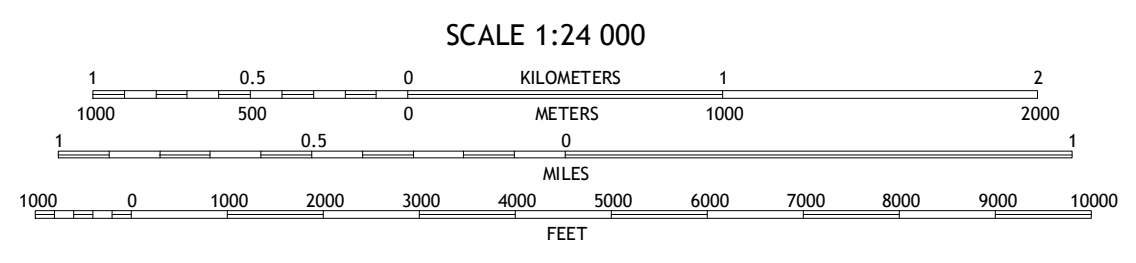 SCALE 1:24 000
1 0.5 0 KILOMETERS 1 2
1000 500 0 METERS 1000 2000
1 0.5 0 1
MILES
1000 0 1000 2000 3000 4000 5000 6000 7000 8000 9000 10000
FEET